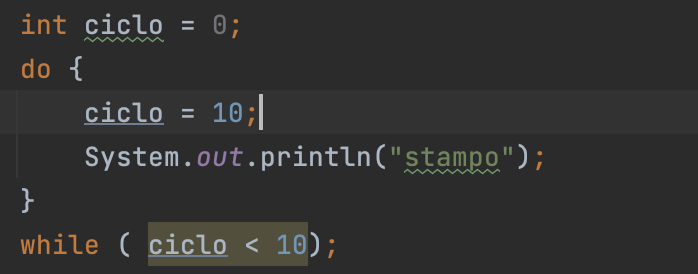 int ciclo = 0;
do {
    ciclo = 10;
    System.out.println("stampo");
}
while ( ciclo < 10);